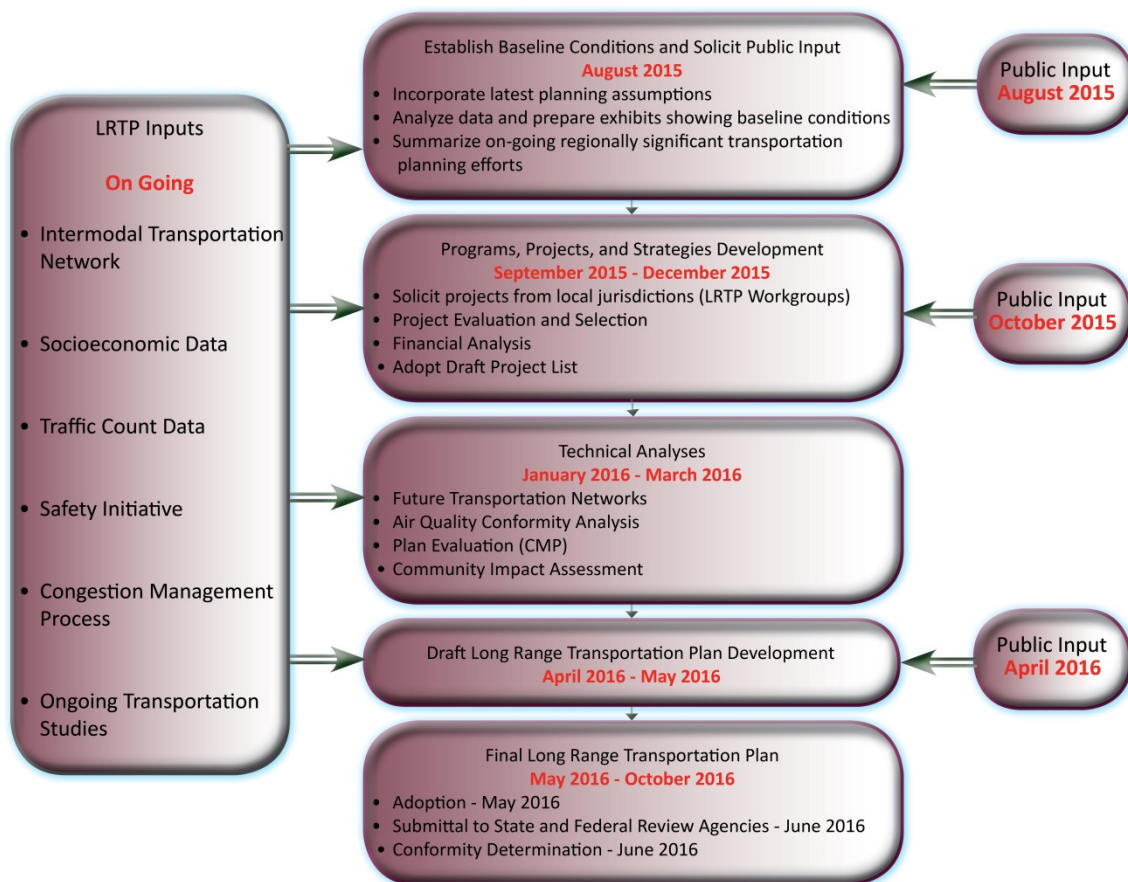 LRTP Inputs
On Going
• Intermodal Transportation
Network
• Socioeconomic Data
• Traffic Count Data
• Safety Initiative
• Congestion Management
Process
• Ongoing Transportation
Studies
Establish Baseline Conditions and Solicit Public Input
August 2015
• Incorporate latest planning assumptions
• Analyze data and prepare exhibits showing baseline conditions
• Summarize on-going regionally significant transportation
planning efforts
Public Input
August 2015
Programs, Projects, and Strategies Development
September 2015 - December 2015
• Solicit projects from local jurisdictions (LRTP Workgroups)
• Project Evaluation and Selection
• Financial Analysis
• Adopt Draft Project List
Public Input
October 2015
Technical Analyses
January 2016 - March 2016
• Future Transportation Networks
• Air Quality Conformity Analysis
• Plan Evaluation (CMP)
• Community Impact Assessment
Draft Long Range Transportation Plan Development
April 2016 - May 2016
Public Input
April 2016
Final Long Range Transportation Plan
May 2016 - October 2016
• Adoption - May 2016
• Submittal to State and Federal Review Agencies - June 2016
• Conformity Determination - June 2016